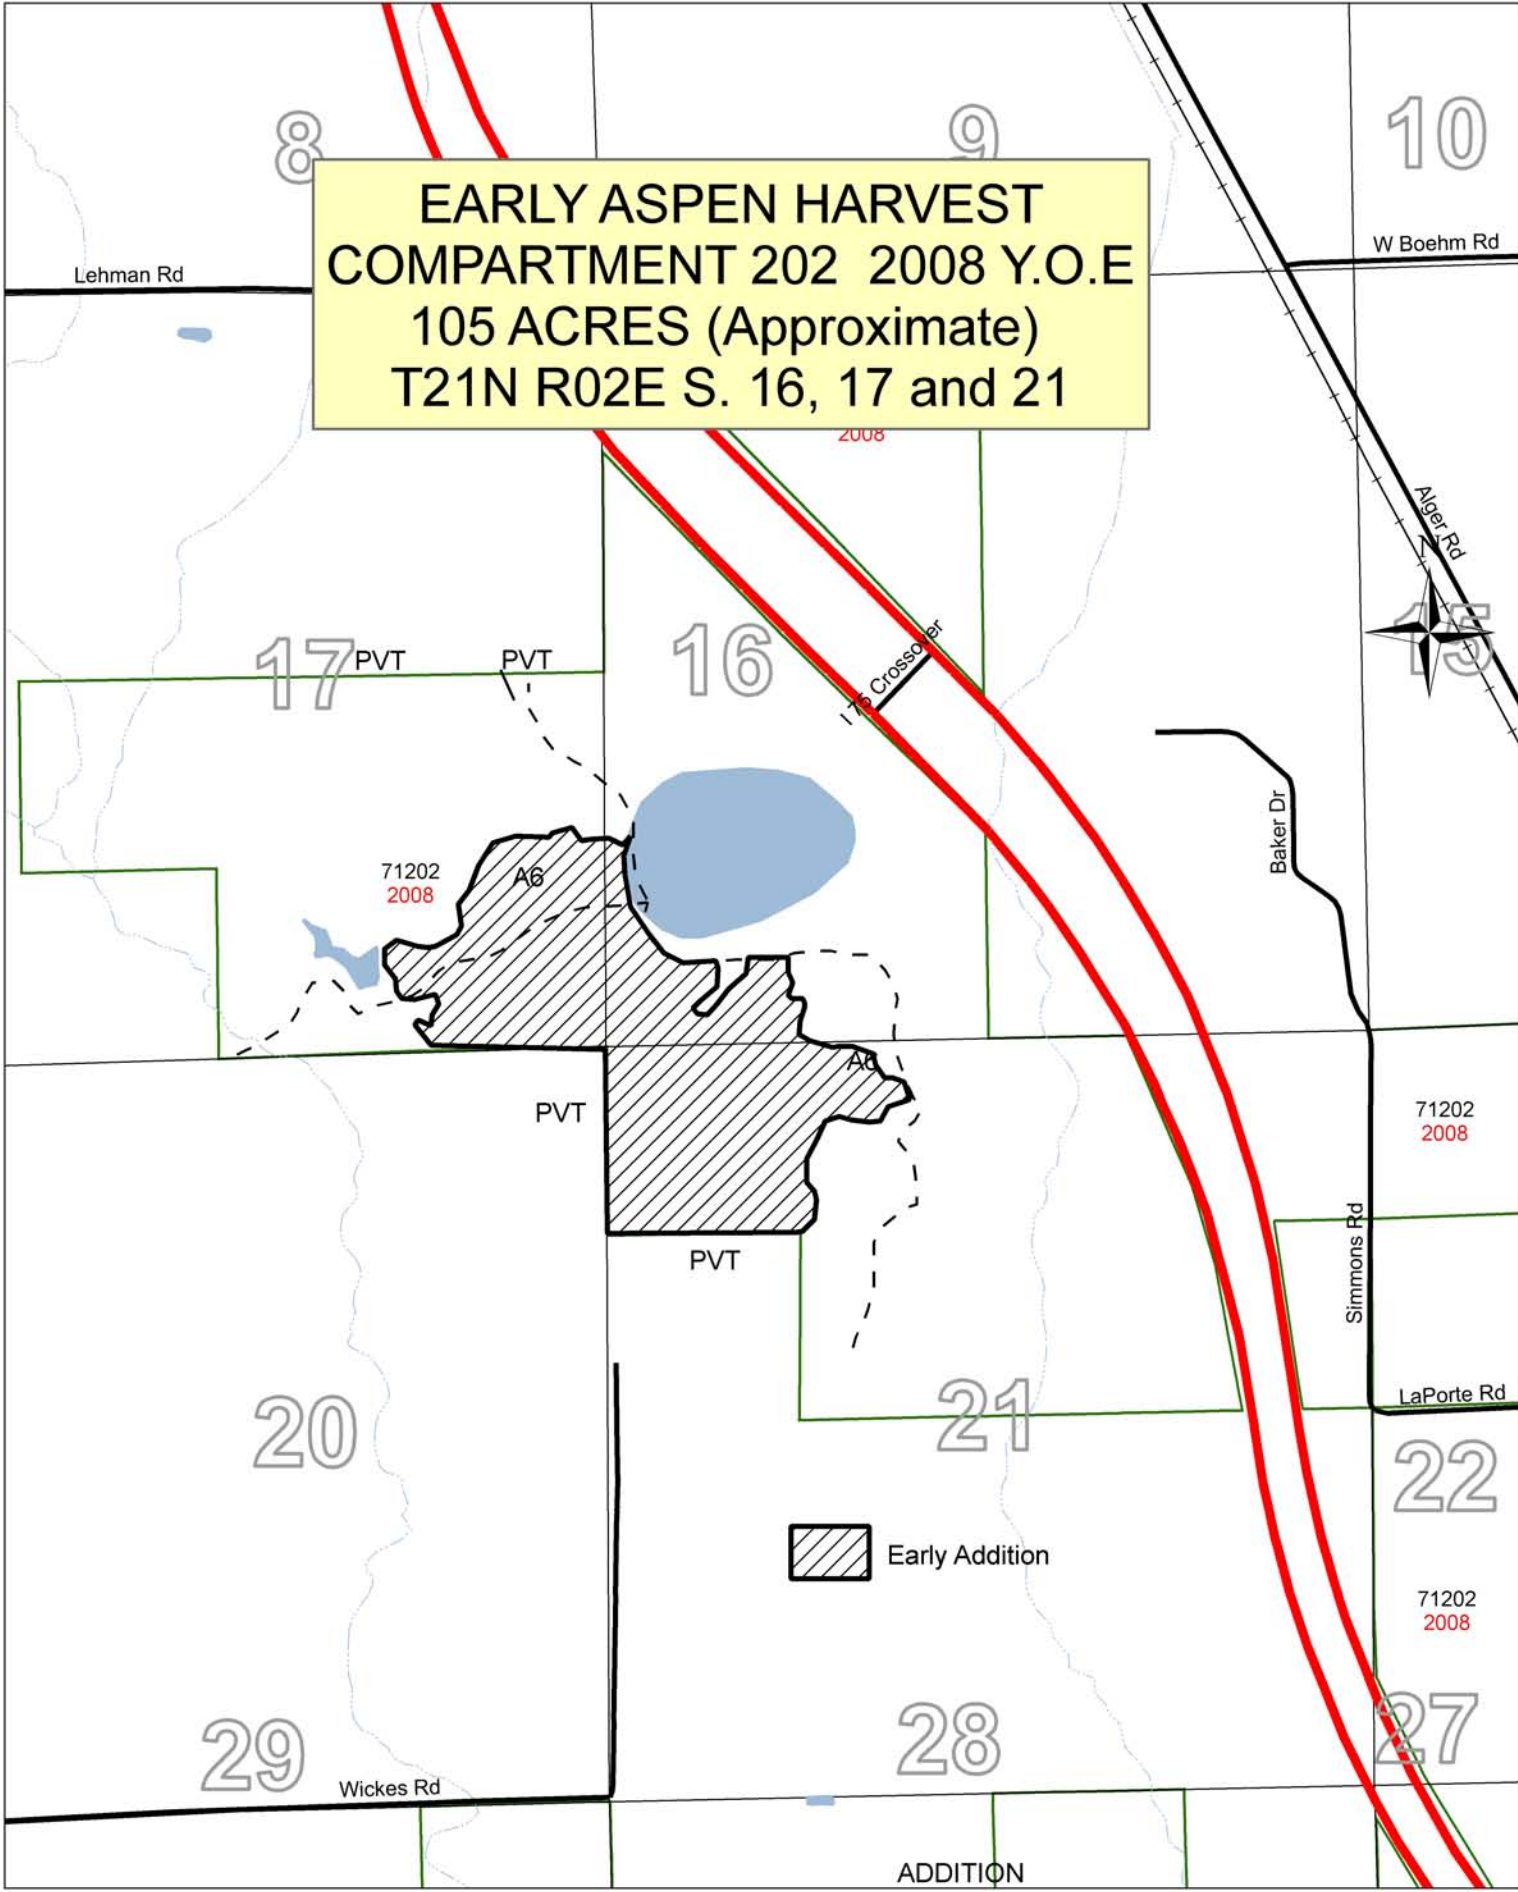 8
9
10
EARLY ASPEN HARVEST
COMPARTMENT 202 2008 Y.O.E
105 ACRES (Approximate)
T21N R02E S. 16, 17 and 21
W Boehm Rd
Lehman Rd
2008
Alger Rd
N
15
17
PVT
PVT
16
I 75 Crossover
Baker Dr
71202
2008
A6
A6
PVT
71202
2008
PVT
Simmons Rd
LaPorte Rd
20
21
22
Early Addition
71202
2008
29
28
27
Wickes Rd
ADDITION